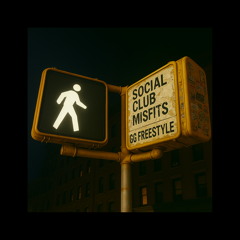 SOCIAL
CLUB
MISFITS
GG FREESTYLE